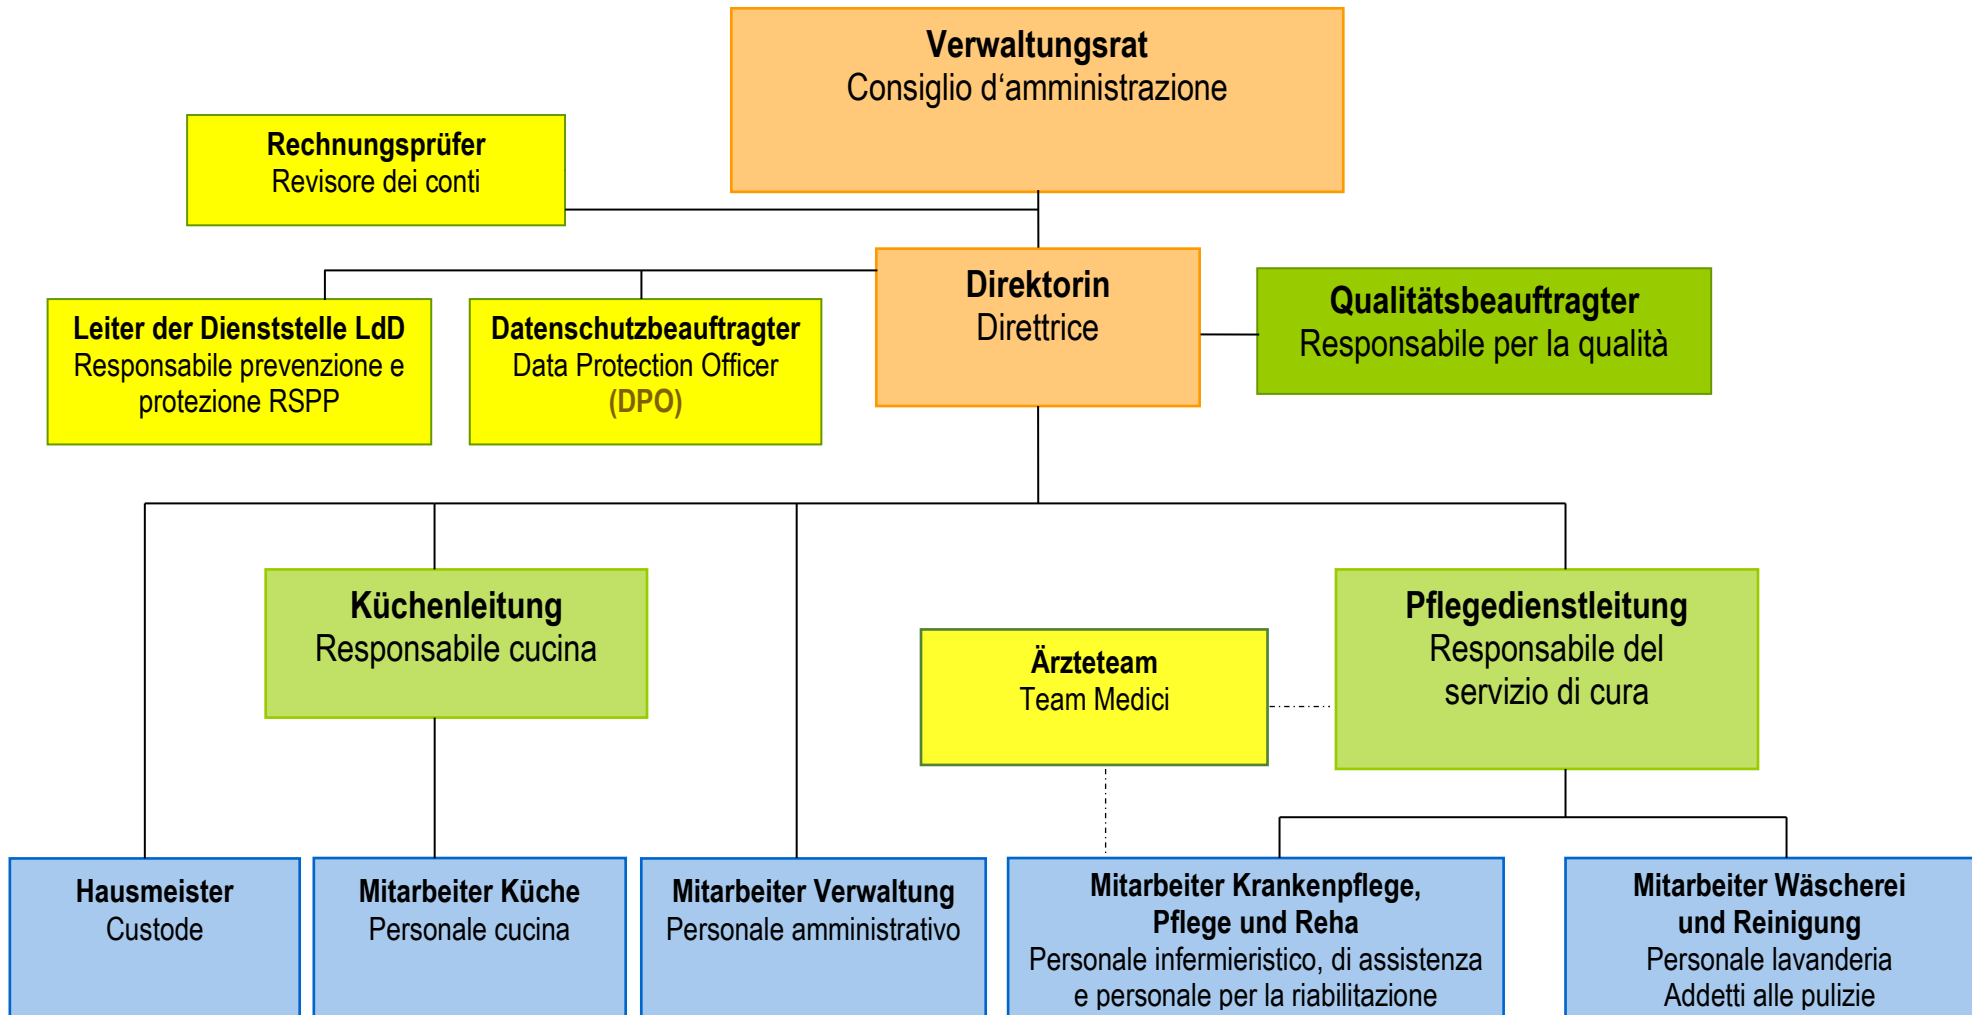 Verwaltungsrat
Consiglio d‘amministrazione
Rechnungsprüfer
Revisore dei conti
Direktorin
Direttrice
Qualitätsbeauftragter
Responsabile per la qualità
Leiter der Dienststelle LdD
Responsabile prevenzione e
protezione RSPP
Datenschutzbeauftragter
Data Protection Officer
(DPO)
Küchenleitung
Responsabile cucina
Ärzteteam
Team Medici
Pflegedienstleitung
Responsabile del
servizio di cura
Hausmeister
Custode
Mitarbeiter Küche
Personale cucina
Mitarbeiter Verwaltung
Personale amministrativo
Mitarbeiter Krankenpflege,
Pflege und Reha
Personale infermieristico, di assistenza
e personale per la riabilitazione
Mitarbeiter Wäscherei
und Reinigung
Personale lavanderia
Addetti alle pulizie